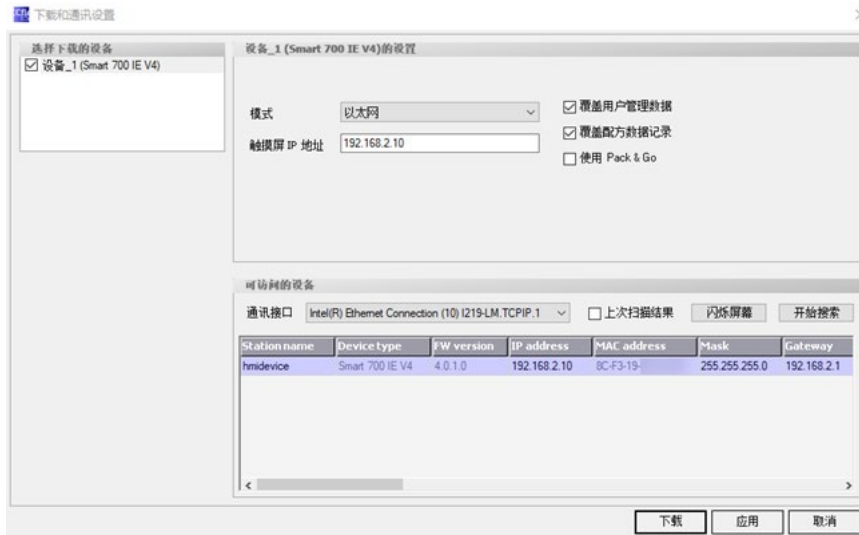 下载和通讯设置
选择下载的设备
设备_1 (Smart 700 IE V4)
设备_1 (Smart 700 IE V4)的设置
模式
以太网
触摸屏 IP 地址
192.168.2.10
覆盖用户管理数据
覆盖配方数据记录
使用 Pack & Go
可访问的设备
通讯接口 Intel(R) Ethernet Connection (10) I219-LM.TCPIP.1 上次扫描结果 闪烁屏幕 开始搜索
Station name Device type FW version IP address MAC address Mask Gateway
hmidevice Smart 700 IE V4 4.0.1.0 192.168.2.10 8C-F3-19- 255.255.255.0 192.168.2.1
下载 应用 取消